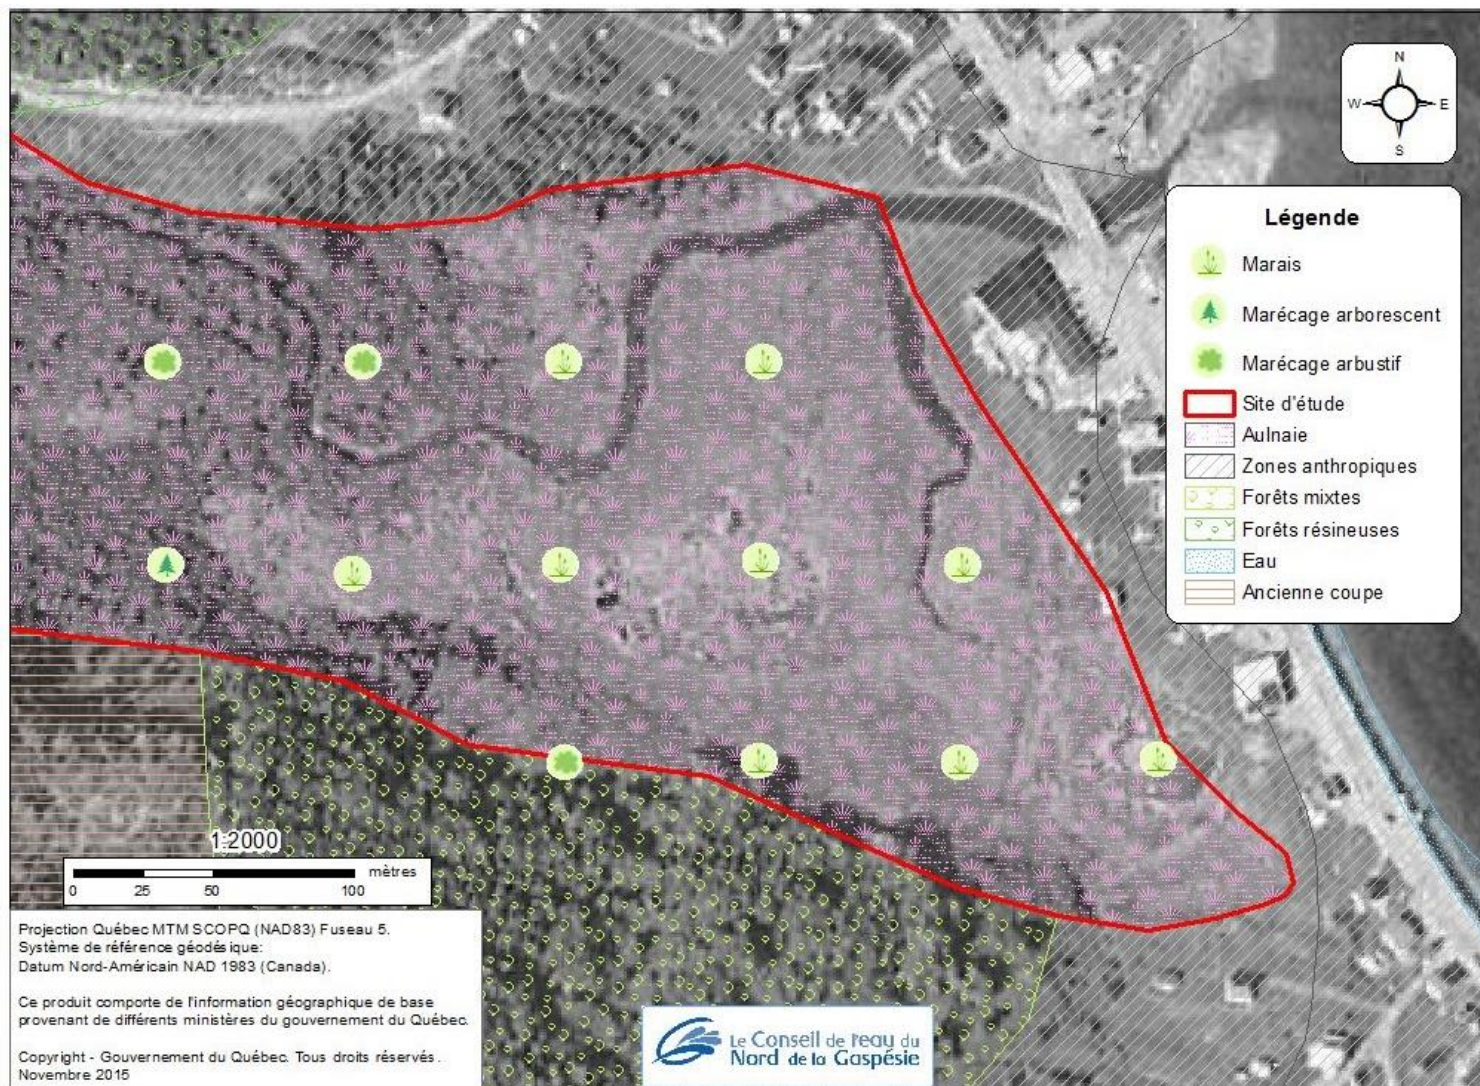 N
W E
S
Légende
Marais
Marécage arborescent
Marécage arbustif
Site d'étude
Aulnaie
Zones anthropiques
Forêts mixtes
Forêts résineuses
Eau
Ancienne coupe
1:2000
mètres
0 25 50 100
Projection Québec MTM SCOPQ (NAD83) Fuseau 5.
Système de référence géodésique:
Datum Nord-Américain NAD 1983 (Canada).
Ce produit comporte de l'information géographique de base
provenant de différents ministères du gouvernement du Québec.
Copyright - Gouvernement du Québec. Tous droits réservés.
Novembre 2015
Le Conseil de l'eau du
Nord de la Gaspésie